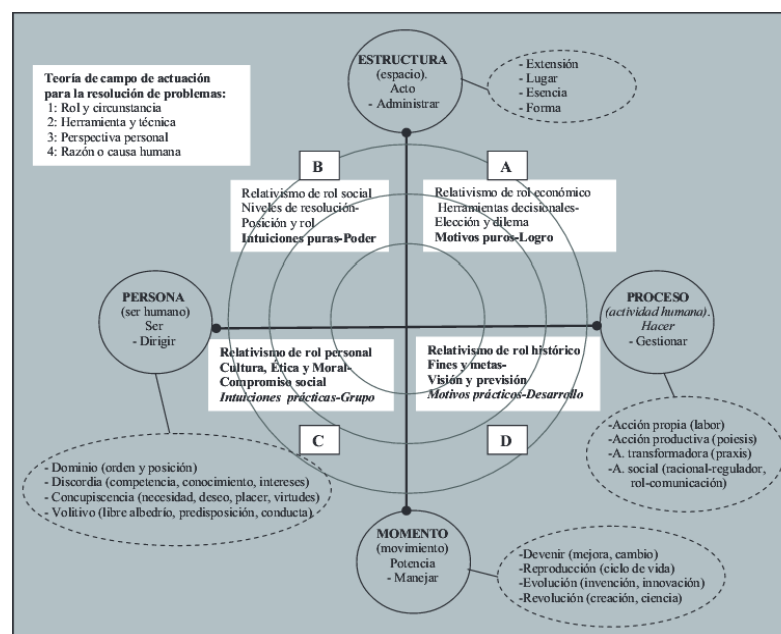 Teoría de campo de actuación
para la resolución de problemas:
1: Rol y circunstancia
2: Herramienta y técnica
3: Perspectiva personal
4: Razón o causa humana
ESTRUCTURA
(espacio).
Acto
- Administrar
- Extensión
- Lugar
- Esencia
- Forma
B
Relativismo de rol social
Niveles de resolución-
Posición y rol
Intuiciones puras-Poder
A
Relativismo de rol económico
Herramientas decisionales-
Elección y dilema
Motivos puros-Logro
PERSONA
(ser humano)
Ser
- Dirigir
PROCESO
(actividad humana).
Hacer
- Gestionar
Relativismo de rol personal
Cultura, Ética y Moral-
Compromiso social
Intuiciones prácticas-Grupo
C
Relativismo de rol histórico
Fines y metas-
Visión y previsión
Motivos prácticos-Desarrollo
D
- Dominio (orden y posición)
- Discordia (competencia, conocimiento, intereses)
- Concupiscencia (necesidad, deseo, placer, virtudes)
- Volitivo (libre albedrío, predisposición, conducta)
-Acción propia (labor)
-Acción productiva (poiesis)
-A. transformadora (praxis)
-A. social (racional-regulador,
rol-comunicación)
MOMENTO
(movimiento)
Potencia
- Manejar
-Devenir (mejora, cambio)
-Reproducción (ciclo de vida)
-Evolución (invención, innovación)
-Revolución (creación, ciencia)